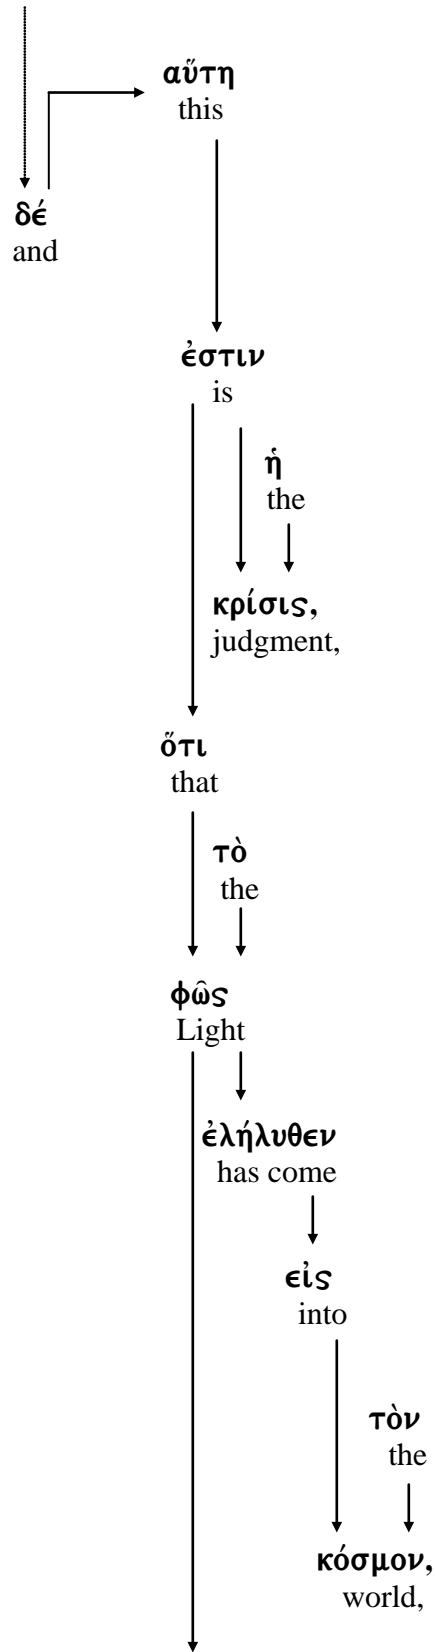 αὕτη
this
δέ
and
ἐστιν
is
ἡ
the
κρίσις,
judgment,
ὅτι
that
τὸ
the
φῶς
Light
ἐλήλυθεν
has come
εἰς
into
τὸν
the
κόσμον,
world,